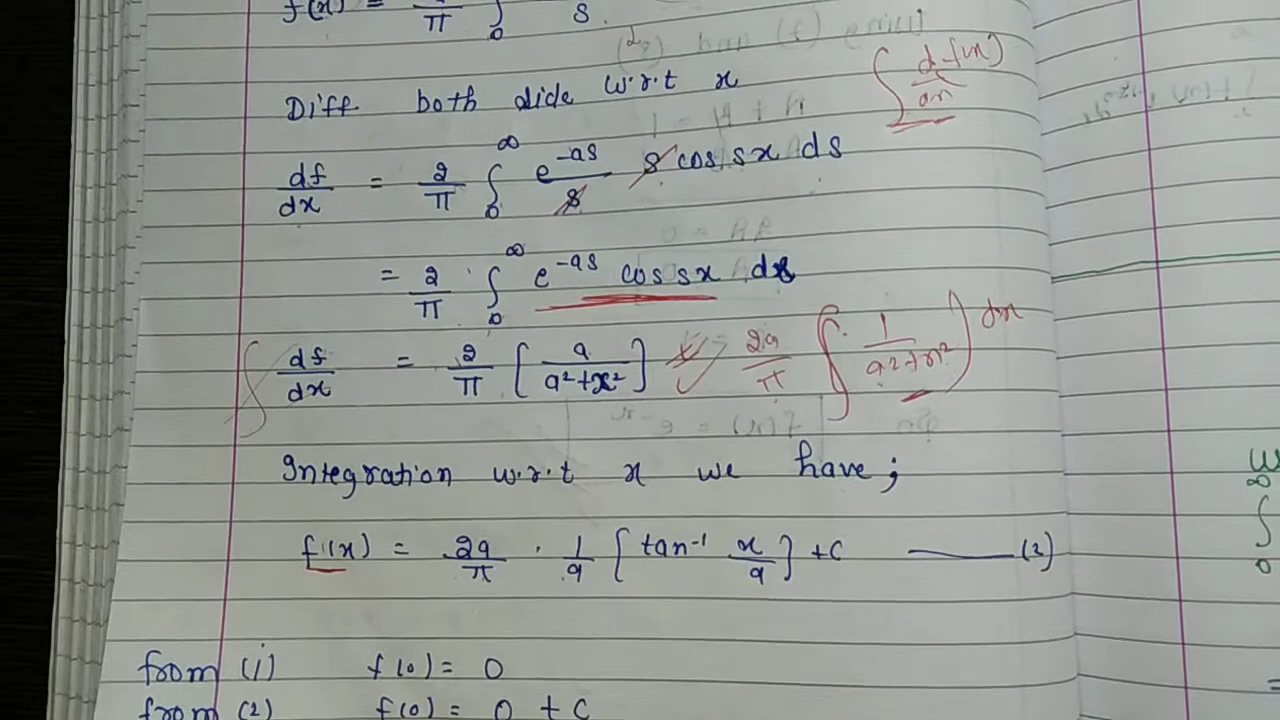 f(x) = 2/π ∫₀ s.
Diff both dide w.r.t x ∫ d f(x)/dx
df/dx = 2/π ∫₀^∞ e^-as/s s cos sx ds
= 2/π ∫₀^∞ e^-as cos sx ds
∫ df/dx = 2/π [a/a²+x²] 2a/π ∫(1/a²+x²) dx
Integration w.r.t x we have ;
f(x) = 2a/π · 1/a [tan⁻¹ x/a] + c —— (2)
from (1) f(0) = 0
from (2) f(0) = 0 + c